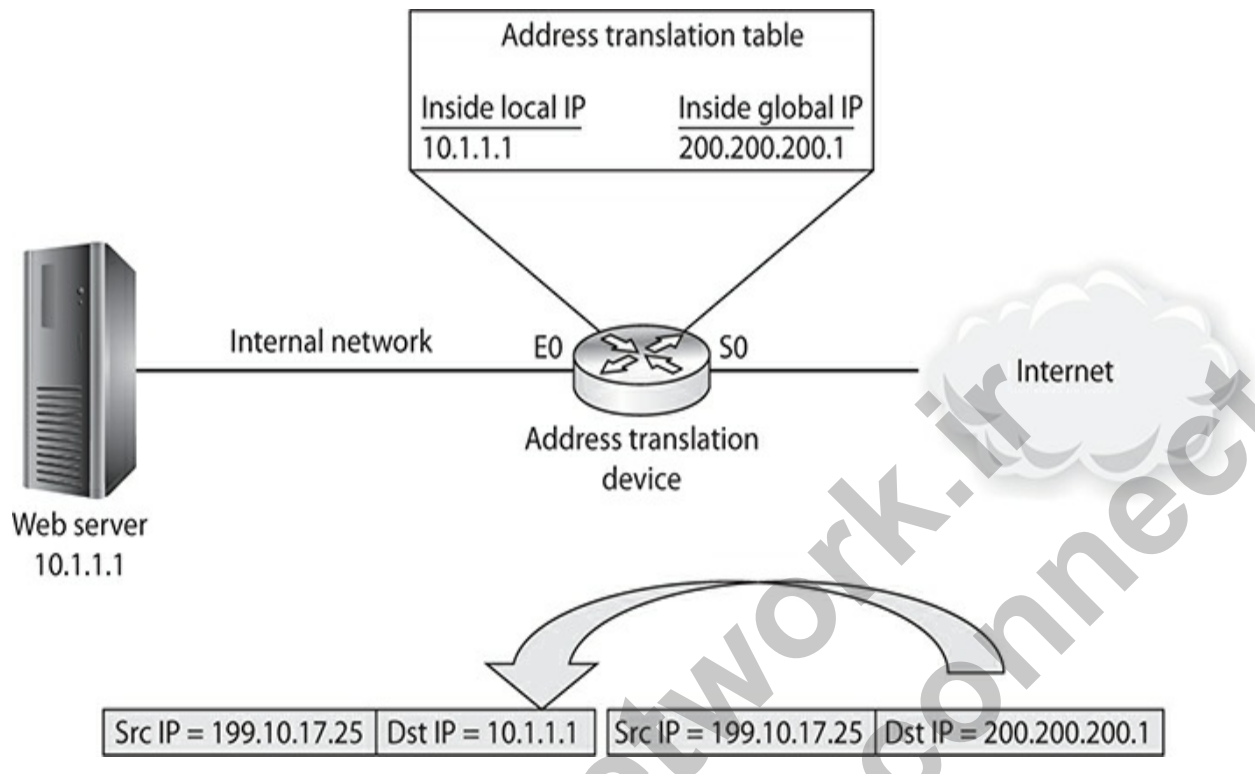 Address translation table
Inside local IP Inside global IP
10.1.1.1 200.200.200.1
Internal network E0 S0 Internet
Address translation
device
Web server
10.1.1.1
Src IP = 199.10.17.25 Dst IP = 10.1.1.1 Src IP = 199.10.17.25 Dst IP = 200.200.200.1